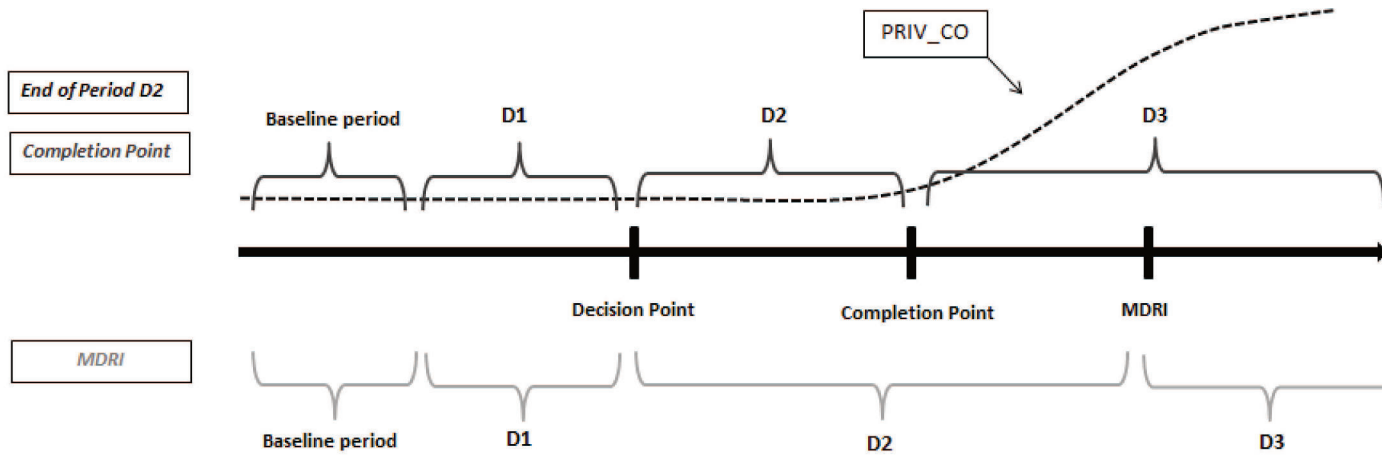 PRIV_CO
End of Period D2
Baseline period
D1
D2
D3
Completion Point
Decision Point
Completion Point
MDRI
MDRI
Baseline period
D1
D2
D3